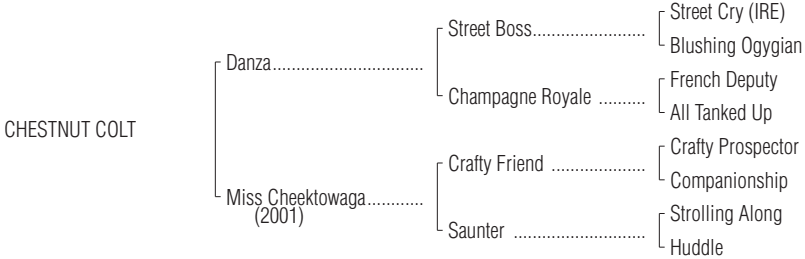 CHESTNUT COLT
Danza
Miss Cheektowaga
(2001)
Street Boss
Champagne Royale
Crafty Friend
Saunter
Street Cry (IRE)
Blushing Ogygian
French Deputy
All Tanked Up
Crafty Prospector
Companionship
Strolling Along
Huddle